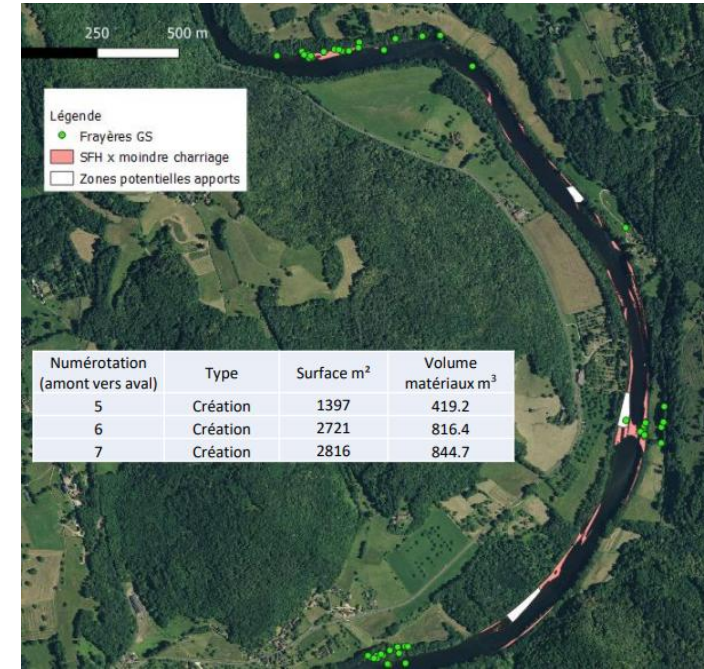 250 500 m
Légende
Frayères GS
SFH x moindre charriage
Zones potentielles apports
Numérotation (amont vers aval) Type Surface m² Volume matériaux m³
5 Création 1397 419.2
6 Création 2721 816.4
7 Création 2816 844.7